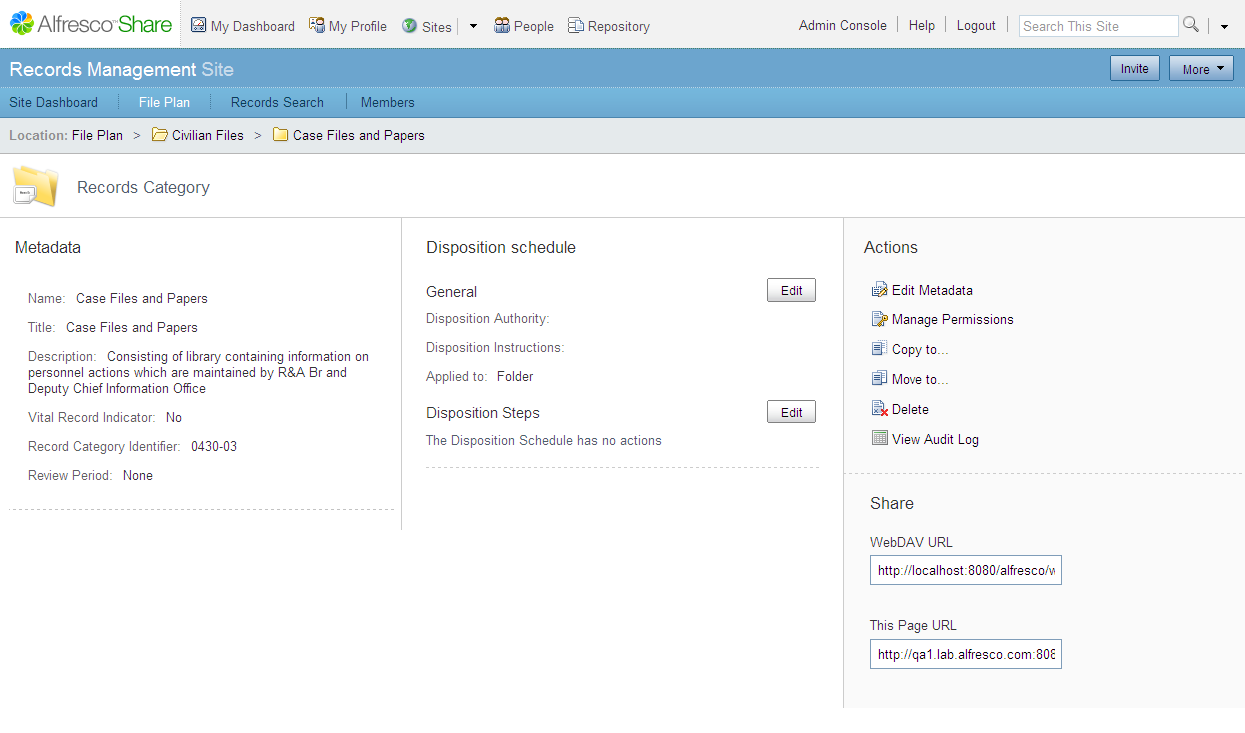 Alfresco™Share My Dashboard My Profile Sites People Repository Admin Console Help Logout Search This Site
Records Management Site Invite More
Site Dashboard File Plan Records Search Members
Location: File Plan > Civilian Files > Case Files and Papers
Records Category
Metadata
Name: Case Files and Papers
Title: Case Files and Papers
Description: Consisting of library containing information on
personnel actions which are maintained by R&A Br and
Deputy Chief Information Office
Vital Record Indicator: No
Record Category Identifier: 0430-03
Review Period: None
Disposition schedule
General Edit
Disposition Authority:
Disposition Instructions:
Applied to: Folder
Disposition Steps Edit
The Disposition Schedule has no actions
Actions
Edit Metadata
Manage Permissions
Copy to...
Move to...
Delete
View Audit Log
Share
WebDAV URL
http://localhost:8080/alfresco/w
This Page URL
http://qa1.lab.alfresco.com:808